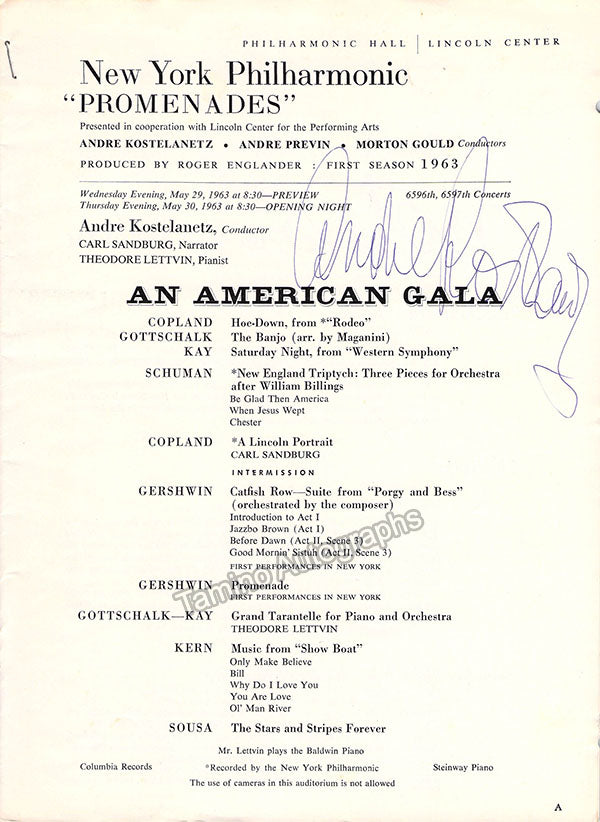 PHILHARMONIC HALL | LINCOLN CENTER
New York Philharmonic
“PROMENADES”
Presented in cooperation with Lincoln Center for the Performing Arts
ANDRE KOSTELANETZ • ANDRE PREVIN • MORTON GOULD Conductors
PRODUCED BY ROGER ENGLANDER : FIRST SEASON 1963
Wednesday Evening, May 29, 1963 at 8:30—PREVIEW 6596th, 6597th Concerts
Thursday Evening, May 30, 1963 at 8:30—OPENING NIGHT
Andre Kostelanetz, Conductor
CARL SANDBURG, Narrator
THEODORE LETTVIN, Pianist
AN AMERICAN GALA
COPLAND Hoe-Down, from *“Rodeo”
GOTTSCHALK The Banjo (arr. by Maganini)
KAY Saturday Night, from “Western Symphony”
SCHUMAN *New England Triptych: Three Pieces for Orchestra
after William Billings
Be Glad Then America
When Jesus Wept
Chester
COPLAND *A Lincoln Portrait
CARL SANDBURG
INTERMISSION
GERSHWIN Catfish Row—Suite from “Porgy and Bess”
(orchestrated by the composer)
Introduction to Act I
Jazzbo Brown (Act I)
Before Dawn (Act II, Scene 3)
Good Mornin' Sistuh (Act II, Scene 3)
FIRST PERFORMANCES IN NEW YORK
GERSHWIN Promenade
FIRST PERFORMANCES IN NEW YORK
Tamino Autographs
GOTTSCHALK—KAY Grand Tarantelle for Piano and Orchestra
THEODORE LETTVIN
KERN Music from “Show Boat”
Only Make Believe
Bill
Why Do I Love You
You Are Love
Ol' Man River
SOUSA The Stars and Stripes Forever
Mr. Lettvin plays the Baldwin Piano
Columbia Records *Recorded by the New York Philharmonic Steinway Piano
The use of cameras in this auditorium is not allowed
A